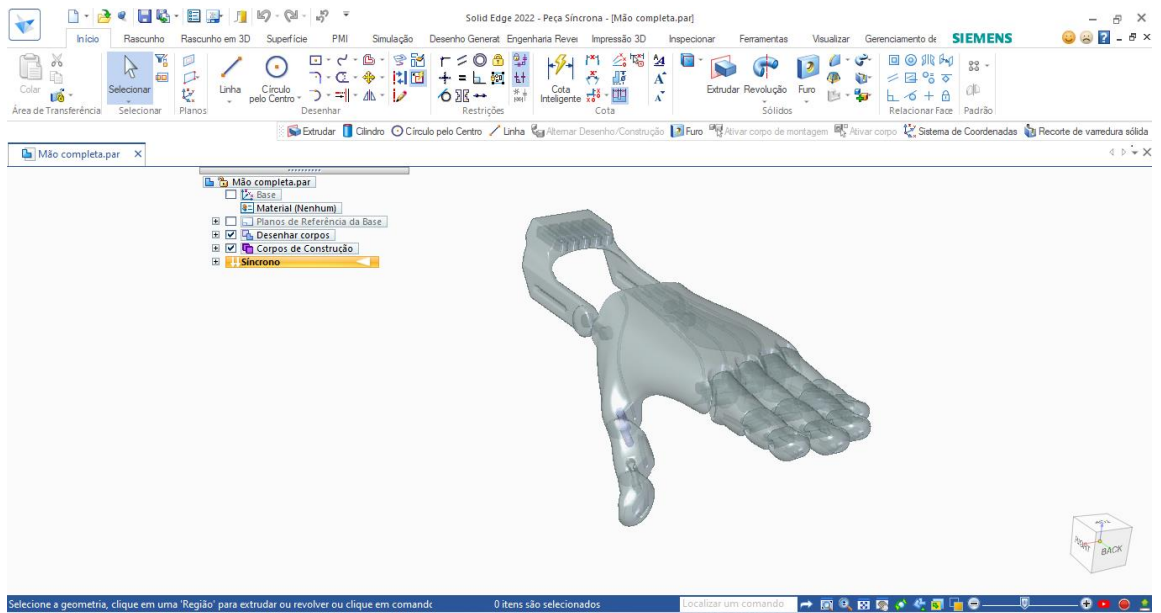 Solid Edge 2022 - Peça Síncrona - [Mão completa.par]
Início Rascunho Rascunho em 3D Superfície PMI Simulação Desenho Generat Engenharia Rever Impressão 3D Inspecionar Ferramentas Visualizar Gerenciamento de SIEMENS
Colar Selecionar Linha Círculo pelo Centro Cota Inteligente Extrudar Revolução Furo
Área de Transferência Selecionar Planos Desenhar Restrições Cota Sólidos Relacionar Face Padrão
Extrudar Cilindro Círculo pelo Centro Linha Alternar Desenho/Construção Furo Ativar corpo de montagem Ativar corpo Sistema de Coordenadas Recorte de varredura sólida
Mão completa.par
Mão completa.par
Base
Material (Nenhum)
Planos de Referência da Base
Desenhar corpos
Corpos de Construção
Síncrono
RIGHT BACK
Selecione a geometria, clique em uma 'Região' para extrudar ou revolver ou clique em comando 0 itens são selecionados Localizar um comando